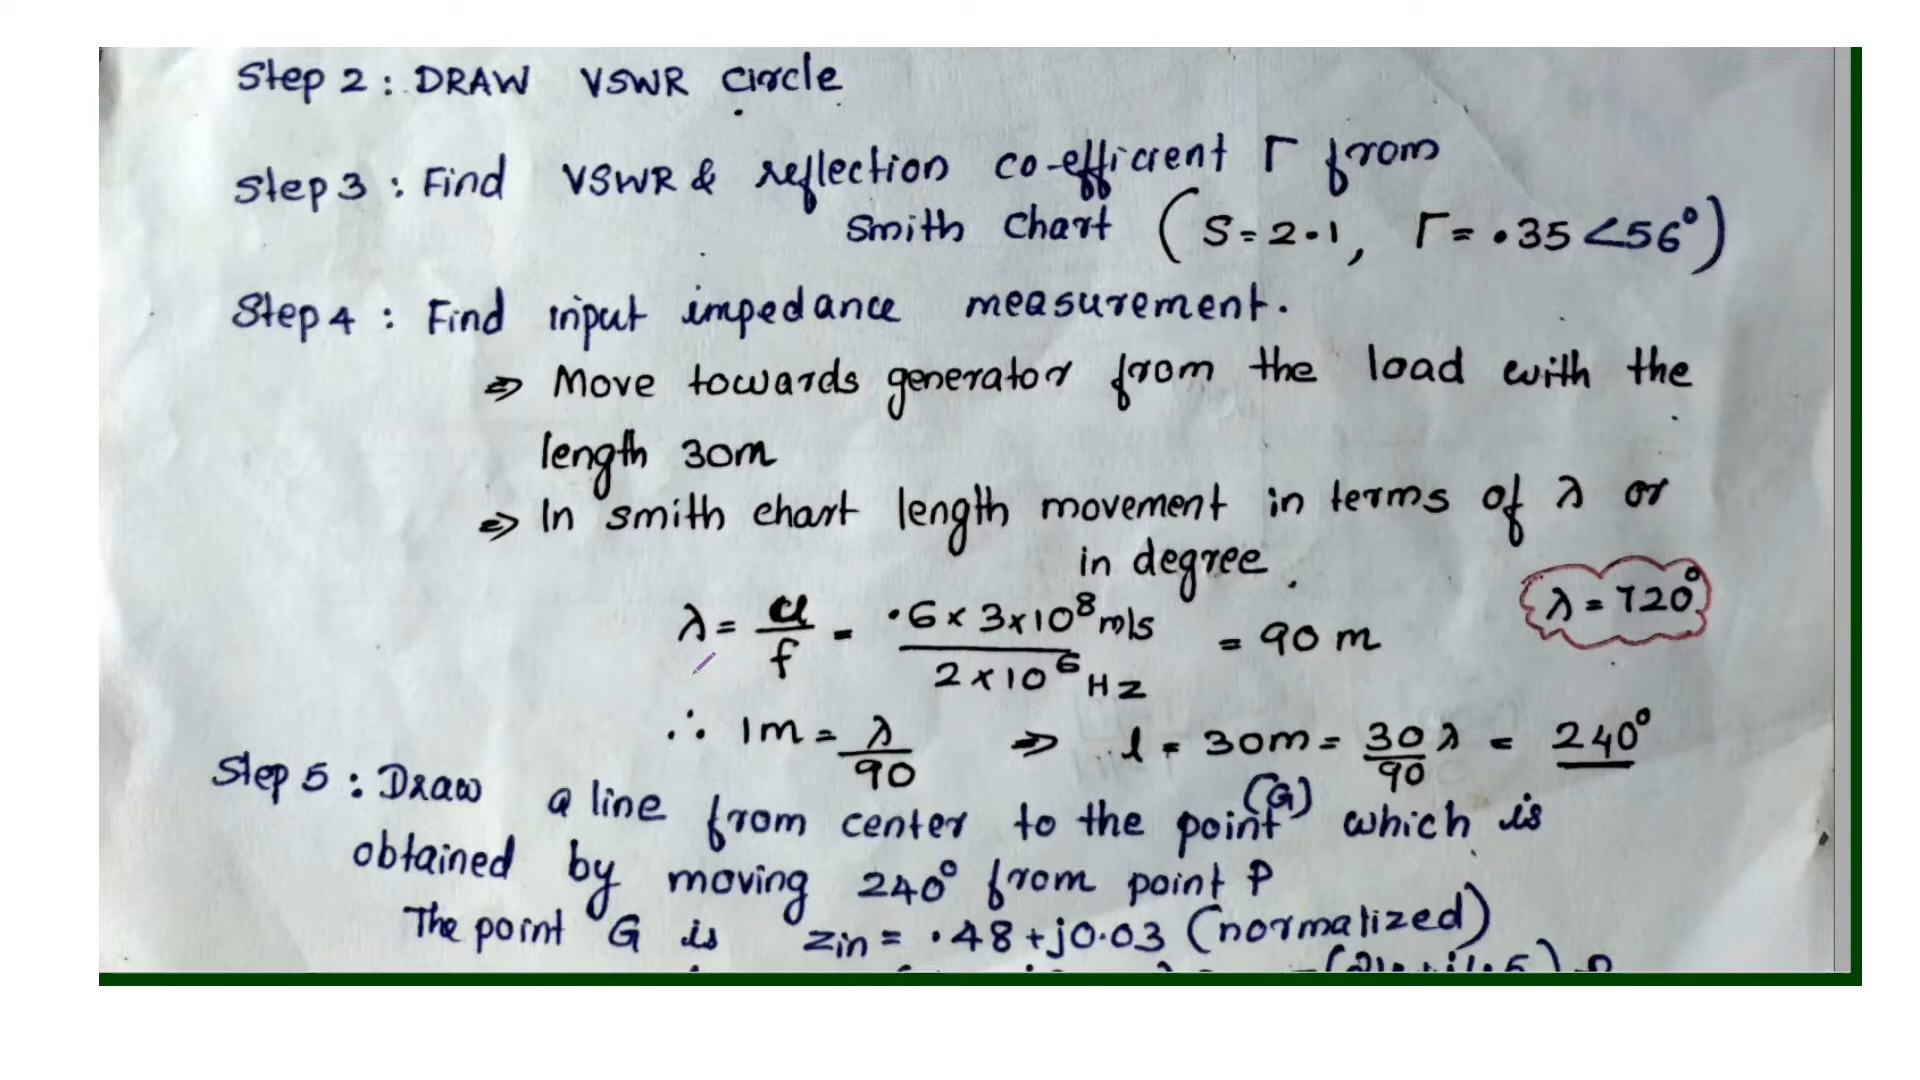 Step 2 : DRAW VSWR circle
Step 3 : Find VSWR & reflection co-efficient Γ from
Smith Chart ( S = 2.1, Γ = .35 <56° )
Step 4 : Find input impedance measurement.
⇒ Move towards generator from the load with the
length 30m
⇒ In smith chart length movement in terms of λ or
in degree.
λ = u/f = .6 × 3×10⁸ m/s / 2 × 10⁶ Hz = 90 m
λ = 720°
∴ 1m = λ/90 ⇒ l = 30m = 30/90 λ = 240°
Step 5 : Draw a line from center to the point (G) which is
obtained by moving 240° from point P
The point G is zin = .48 + j0.03 (normalized)